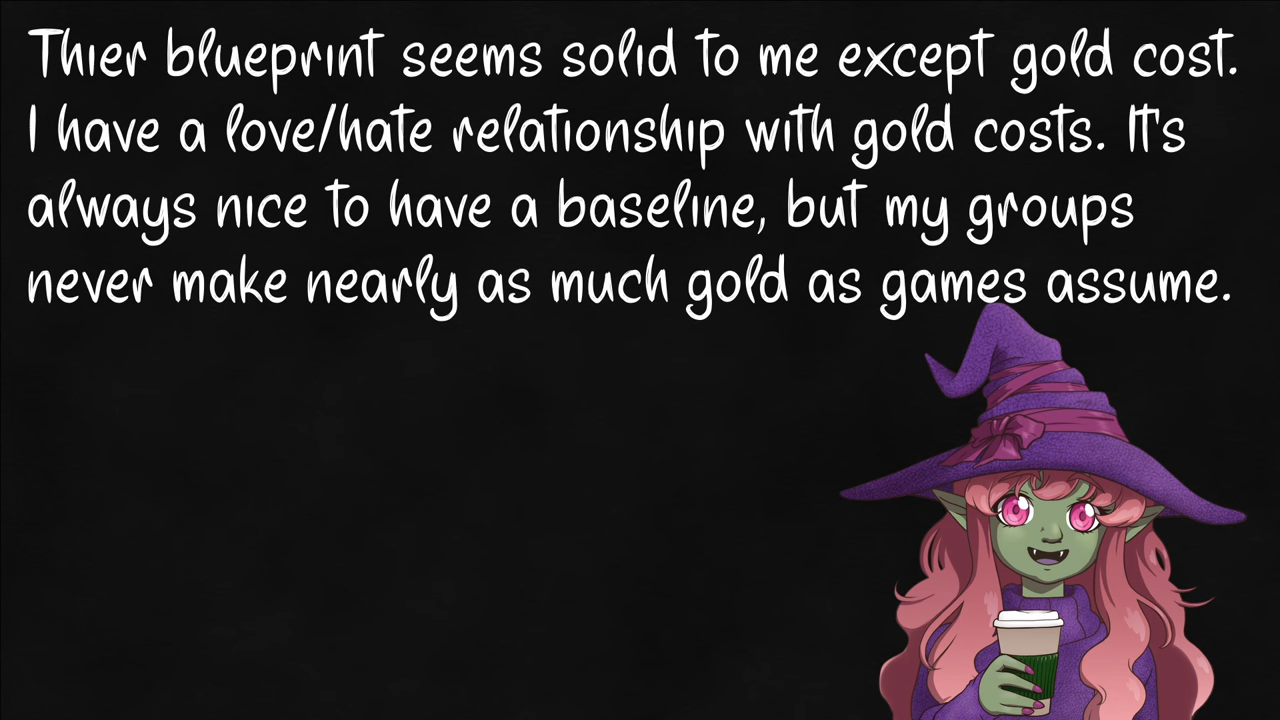 Thier blueprint seems solid to me except gold cost.
I have a love/hate relationship with gold costs. It's
always nice to have a baseline, but my groups
never make nearly as much gold as games assume.